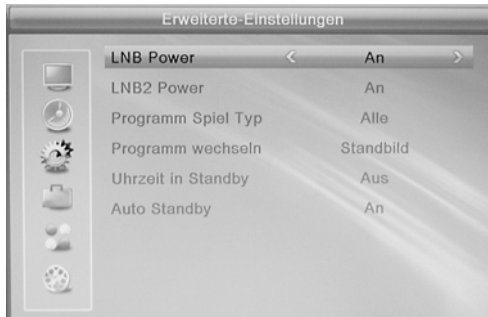 Erweiterte-Einstellungen
LNB Power < An >
LNB2 Power An
Programm Spiel Typ Alle
Programm wechseln Standbild
Uhrzeit in Standby Aus
Auto Standby An